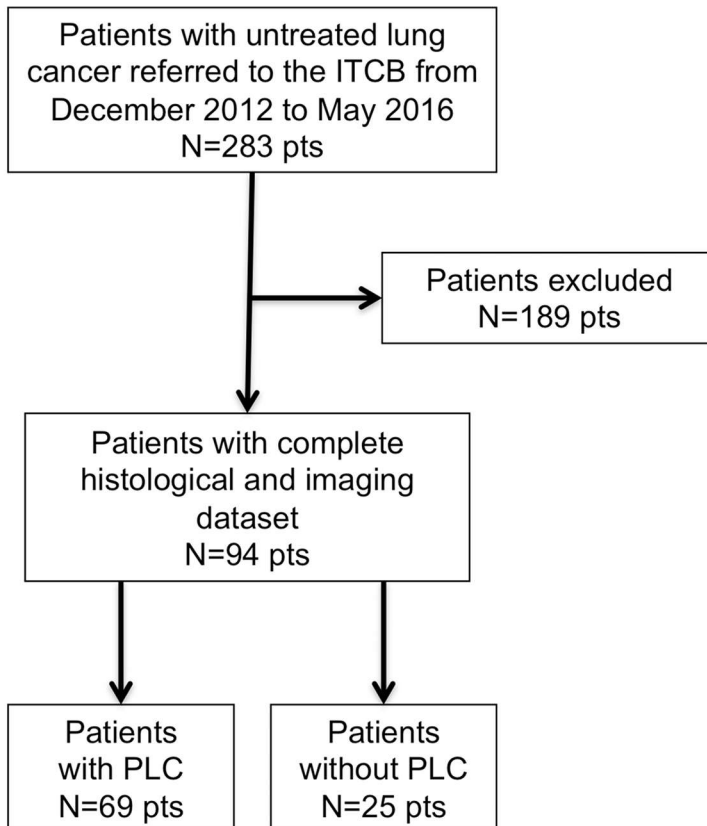 Patients with untreated lung
cancer referred to the ITCB from
December 2012 to May 2016
N=283 pts
Patients excluded
N=189 pts
Patients with complete
histological and imaging
dataset
N=94 pts
Patients
with PLC
N=69 pts
Patients
without PLC
N=25 pts